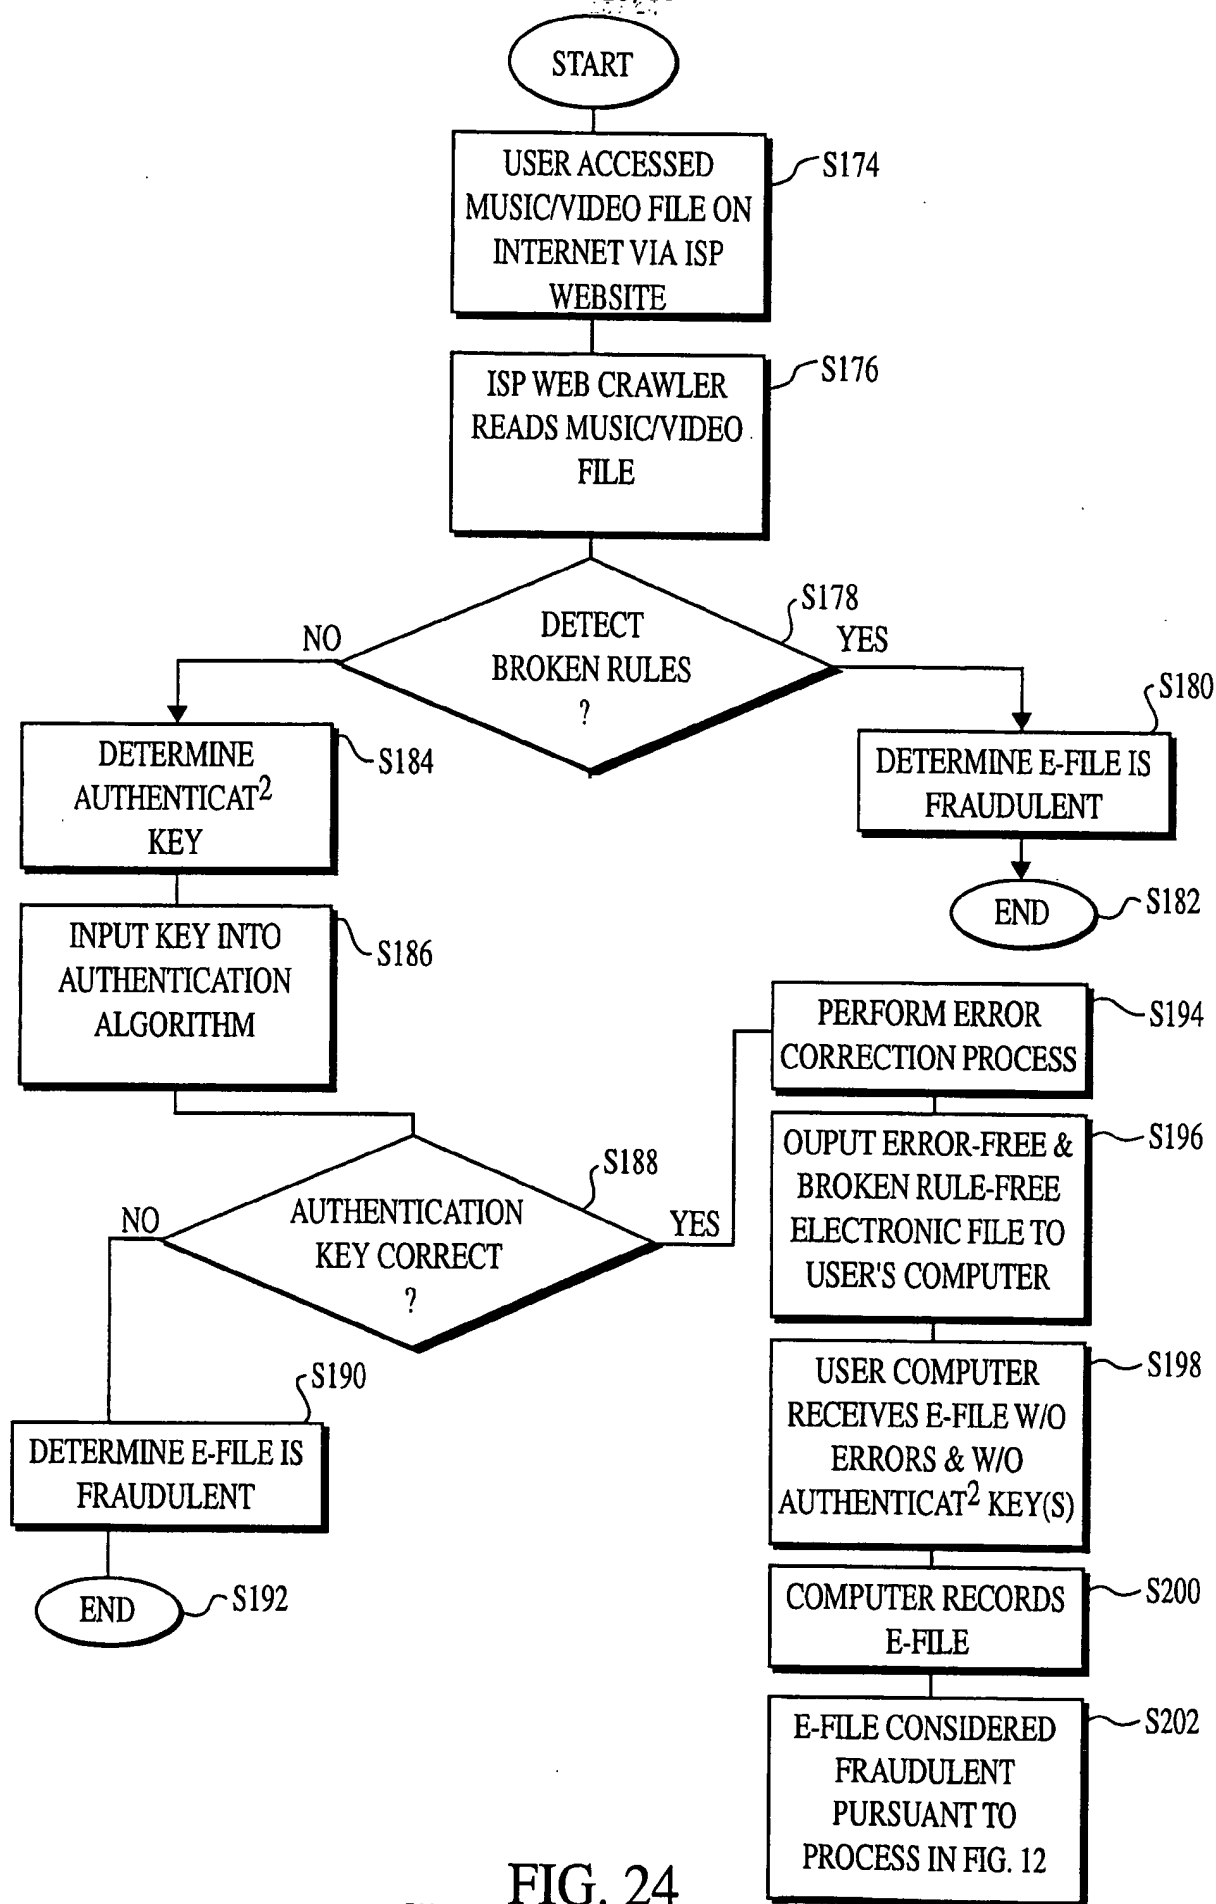 START
USER ACCESSED
MUSIC/VIDEO FILE ON
INTERNET VIA ISP
WEBSITE
S174
ISP WEB CRAWLER
READS MUSIC/VIDEO
FILE
S176
DETECT
BROKEN RULES
?
S178
NO
YES
DETERMINE
AUTHENTICAT²
KEY
S184
DETERMINE E-FILE IS
FRAUDULENT
S180
END
S182
INPUT KEY INTO
AUTHENTICATION
ALGORITHM
S186
AUTHENTICATION
KEY CORRECT
?
S188
NO
YES
DETERMINE E-FILE IS
FRAUDULENT
S190
END
S192
PERFORM ERROR
CORRECTION PROCESS
S194
OUPUT ERROR-FREE &
BROKEN RULE-FREE
ELECTRONIC FILE TO
USER'S COMPUTER
S196
USER COMPUTER
RECEIVES E-FILE W/O
ERRORS & W/O
AUTHENTICAT² KEY(S)
S198
COMPUTER RECORDS
E-FILE
S200
E-FILE CONSIDERED
FRAUDULENT
PURSUANT TO
PROCESS IN FIG. 12
S202
FIG. 24